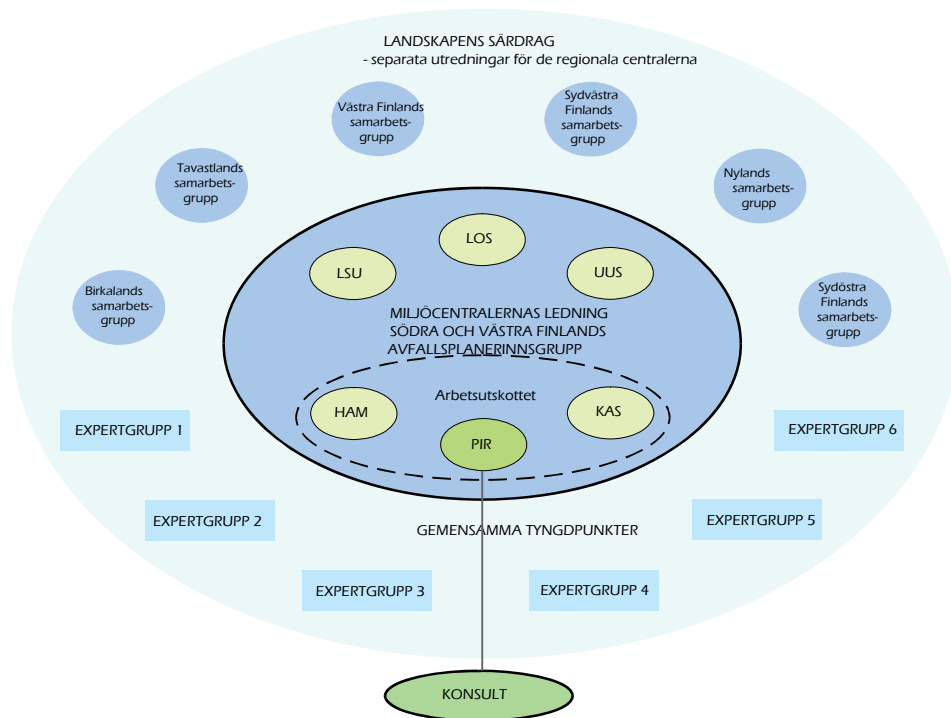 LANDSKAPENS SÄRDRAG
- separata utredningar för de regionala centralerna
Västra Finlands
samarbets-
grupp
Sydvästra
Finlands
samarbets-
grupp
Tavastlands
samarbets-
grupp
Nylands
samarbets-
grupp
Birkalands
samarbets-
grupp
Sydöstra
Finlands
samarbets-
grupp
LOS
LSU
UUS
MILJÖCENTRALERNAS LEDNING
SÖDRA OCH VÄSTRA FINLANDS
AVFALLSPLANERINNSGRUPP
Arbetsutskottet
HAM
KAS
PIR
EXPERTGRUPP 1
EXPERTGRUPP 6
EXPERTGRUPP 2
EXPERTGRUPP 5
GEMENSAMMA TYNGDPUNKTER
EXPERTGRUPP 3
EXPERTGRUPP 4
KONSULT